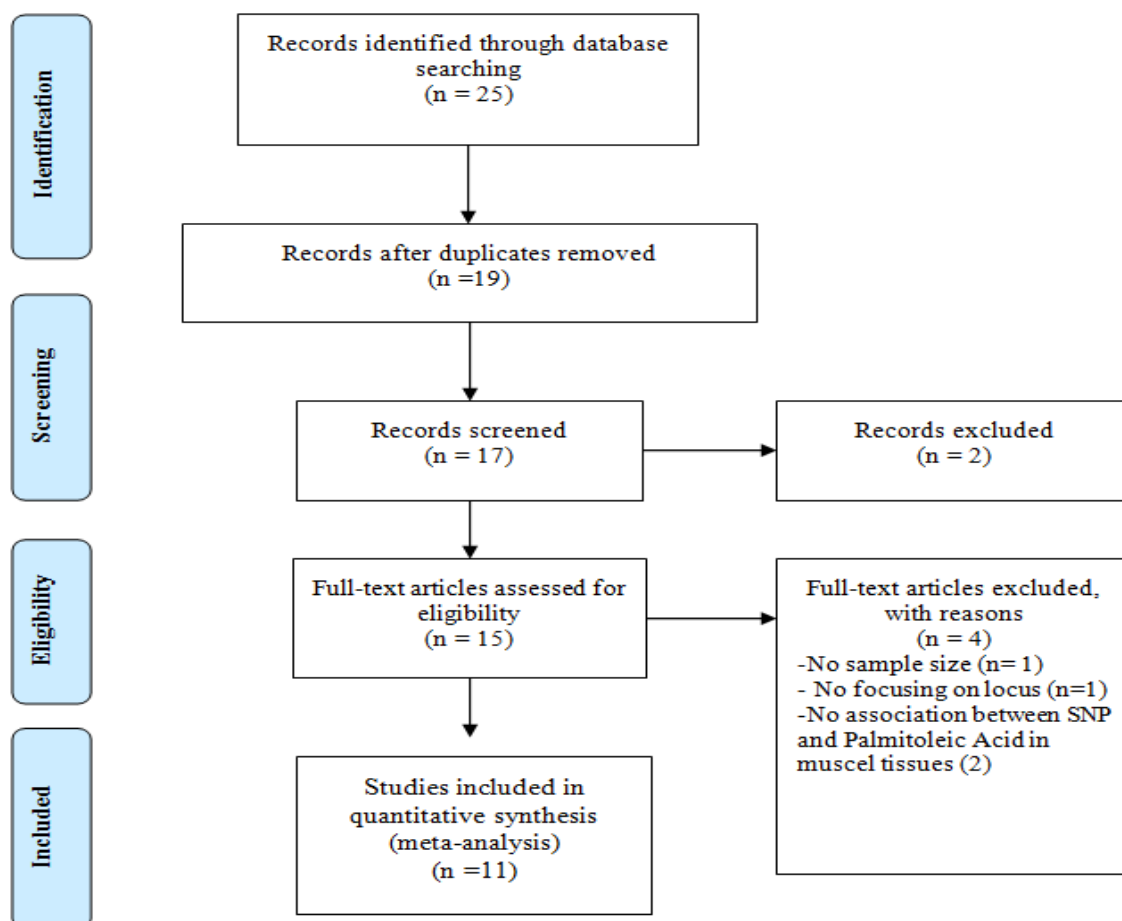 Identification
Records identified through database
searching
(n = 25)
Records after duplicates removed
(n =19)
Screening
Records screened
(n = 17)
Records excluded
(n = 2)
Eligibility
Full-text articles assessed for
eligibility
(n = 15)
Full-text articles excluded,
with reasons
(n = 4)
-No sample size (n= 1)
- No focusing on locus (n=1)
-No association between SNP
and Palmitoleic Acid in
muscel tissues (2)
Included
Studies included in
quantitative synthesis
(meta-analysis)
(n =11)